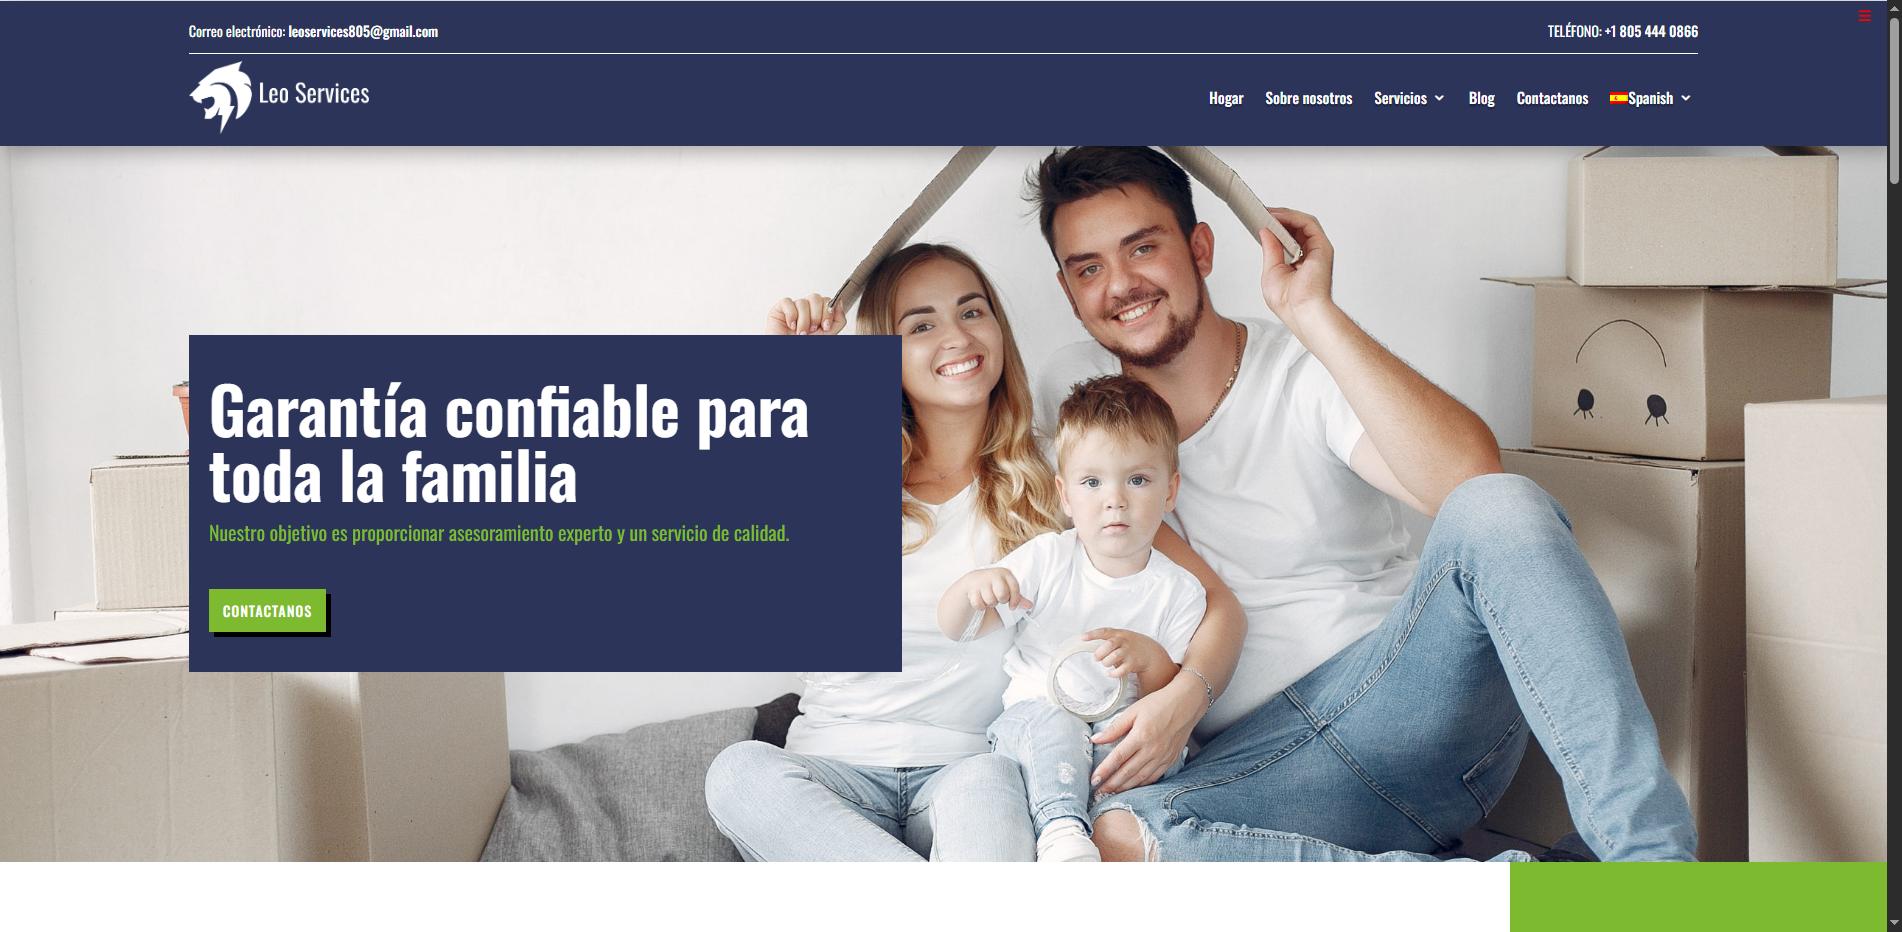 Correo electrónico: leoservices805@gmail.com
TELÉFONO: +1 805 444 0866
Leo Services
Hogar
Sobre nosotros
Servicios
Blog
Contactanos
Spanish
Garantía confiable para
toda la familia
Nuestro objetivo es proporcionar asesoramiento experto y un servicio de calidad.
CONTACTANOS